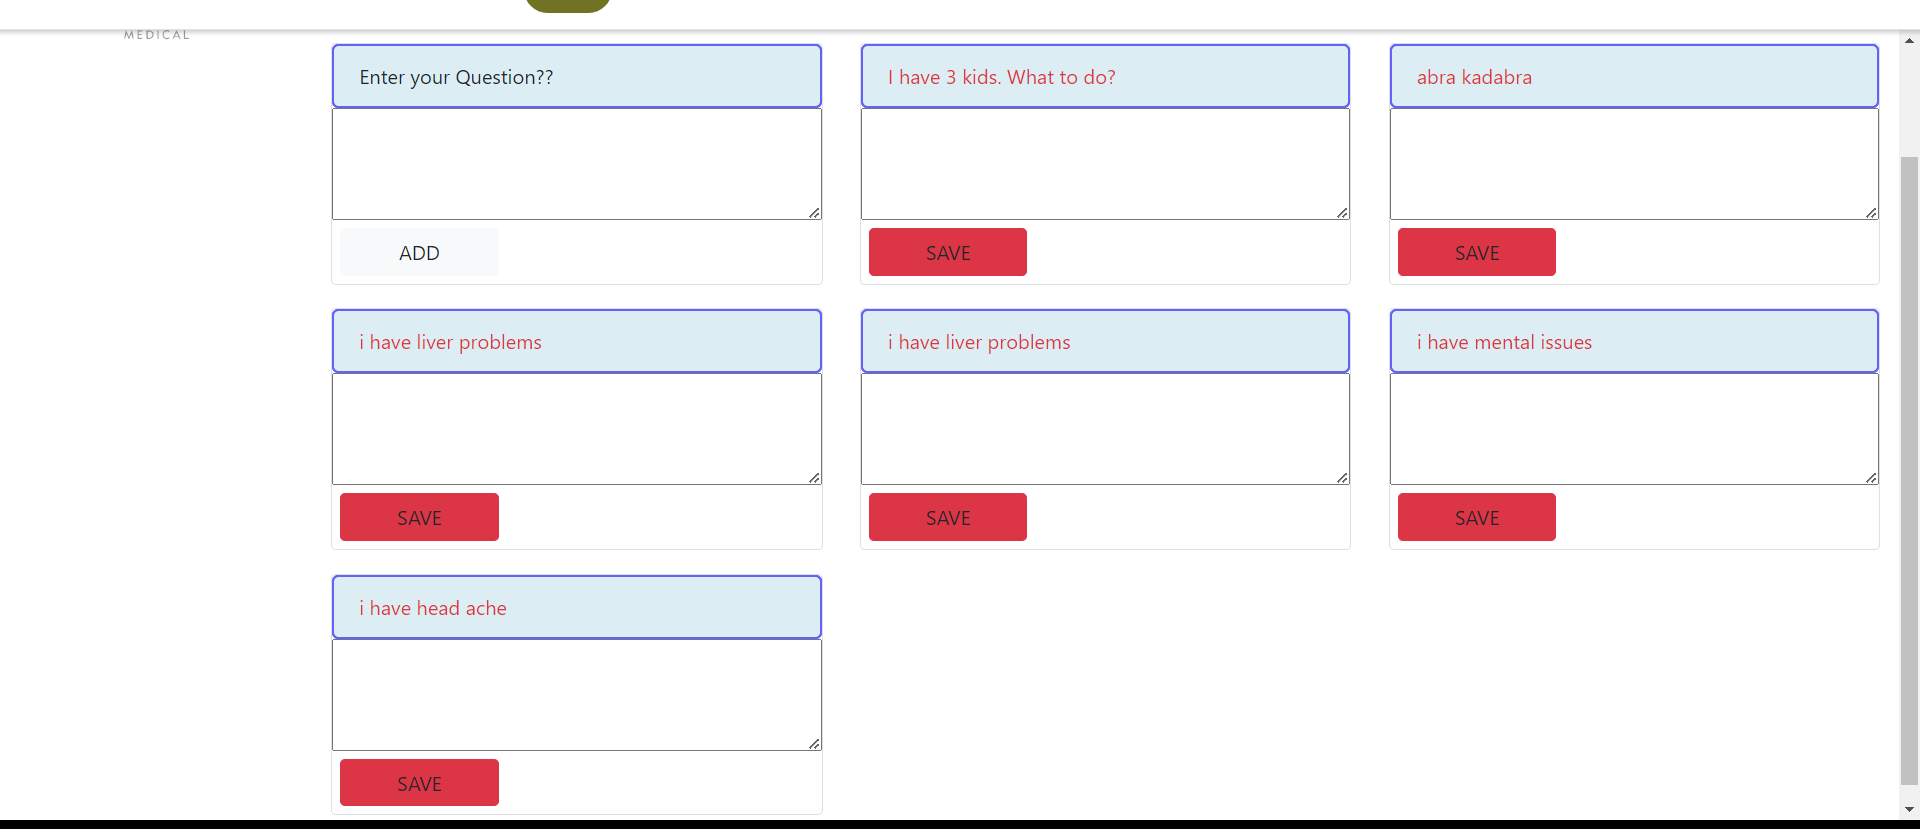 MEDICAL
Enter your Question??
I have 3 kids. What to do?
abra kadabra
ADD
SAVE
SAVE
i have liver problems
i have liver problems
i have mental issues
SAVE
SAVE
SAVE
i have head ache
SAVE